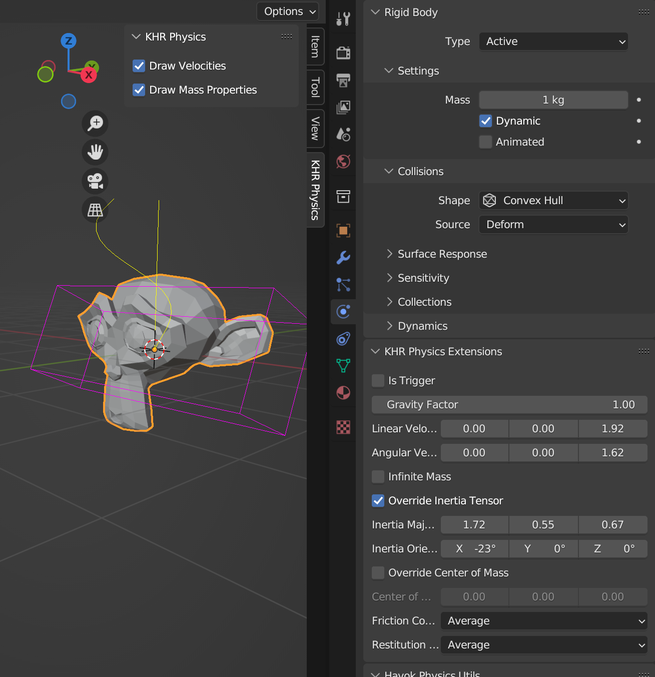 Options
KHR Physics
Draw Velocities
Draw Mass Properties
Z
X
Item
Tool
View
KHR Physics
Rigid Body
Type Active
Settings
Mass 1 kg
Dynamic
Animated
Collisions
Shape Convex Hull
Source Deform
Surface Response
Sensitivity
Collections
Dynamics
KHR Physics Extensions
Is Trigger
Gravity Factor 1.00
Linear Velo... 0.00 0.00 1.92
Angular Ve... 0.00 0.00 1.62
Infinite Mass
Override Inertia Tensor
Inertia Maj... 1.72 0.55 0.67
Inertia Orie... X -23° Y 0° Z 0°
Override Center of Mass
Center of ... 0.00 0.00 0.00
Friction Co... Average
Restitution ... Average
Havok Physics Utils